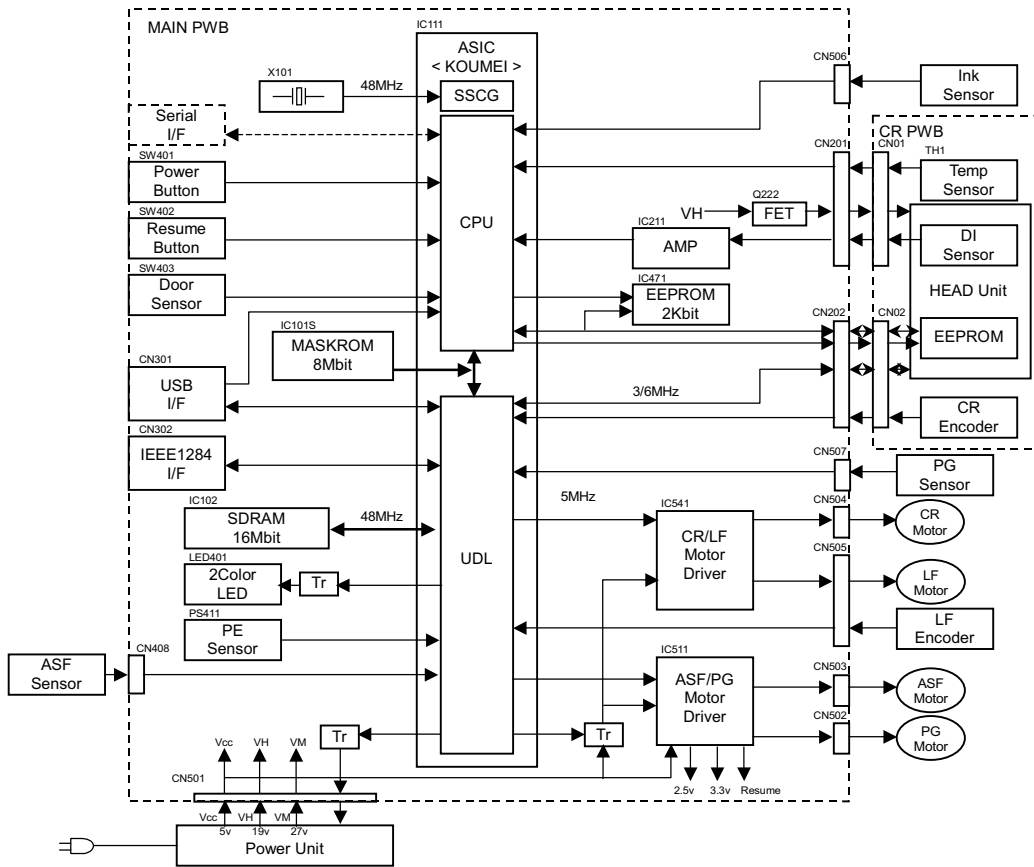 MAIN PWB
IC111
ASIC
< KOUMEI >
X101
48MHz
SSCG
CN506
Ink
Sensor
Serial
I/F
CR PWB
CN201
CN01
TH1
Temp
Sensor
SW401
Power
Button
CPU
VH
Q222
FET
SW402
Resume
Button
IC211
AMP
DI
Sensor
SW403
Door
Sensor
IC471
EEPROM
2Kbit
HEAD Unit
IC101S
MASKROM
8Mbit
CN202
CN02
EEPROM
CN301
USB
I/F
3/6MHz
CR
Encoder
CN302
IEEE1284
I/F
CN507
PG
Sensor
IC102
SDRAM
16Mbit
48MHz
UDL
5MHz
IC541
CR/LF
Motor
Driver
CN504
CR
Motor
LED401
2Color
LED
Tr
CN505
LF
Motor
PS411
PE
Sensor
LF
Encoder
ASF
Sensor
CN408
IC511
ASF/PG
Motor
Driver
CN503
ASF
Motor
Tr
Tr
CN502
PG
Motor
Vcc
VH
VM
CN501
2.5v
3.3v
Resume
Vcc
VH
VM
5v
19v
27v
Power Unit